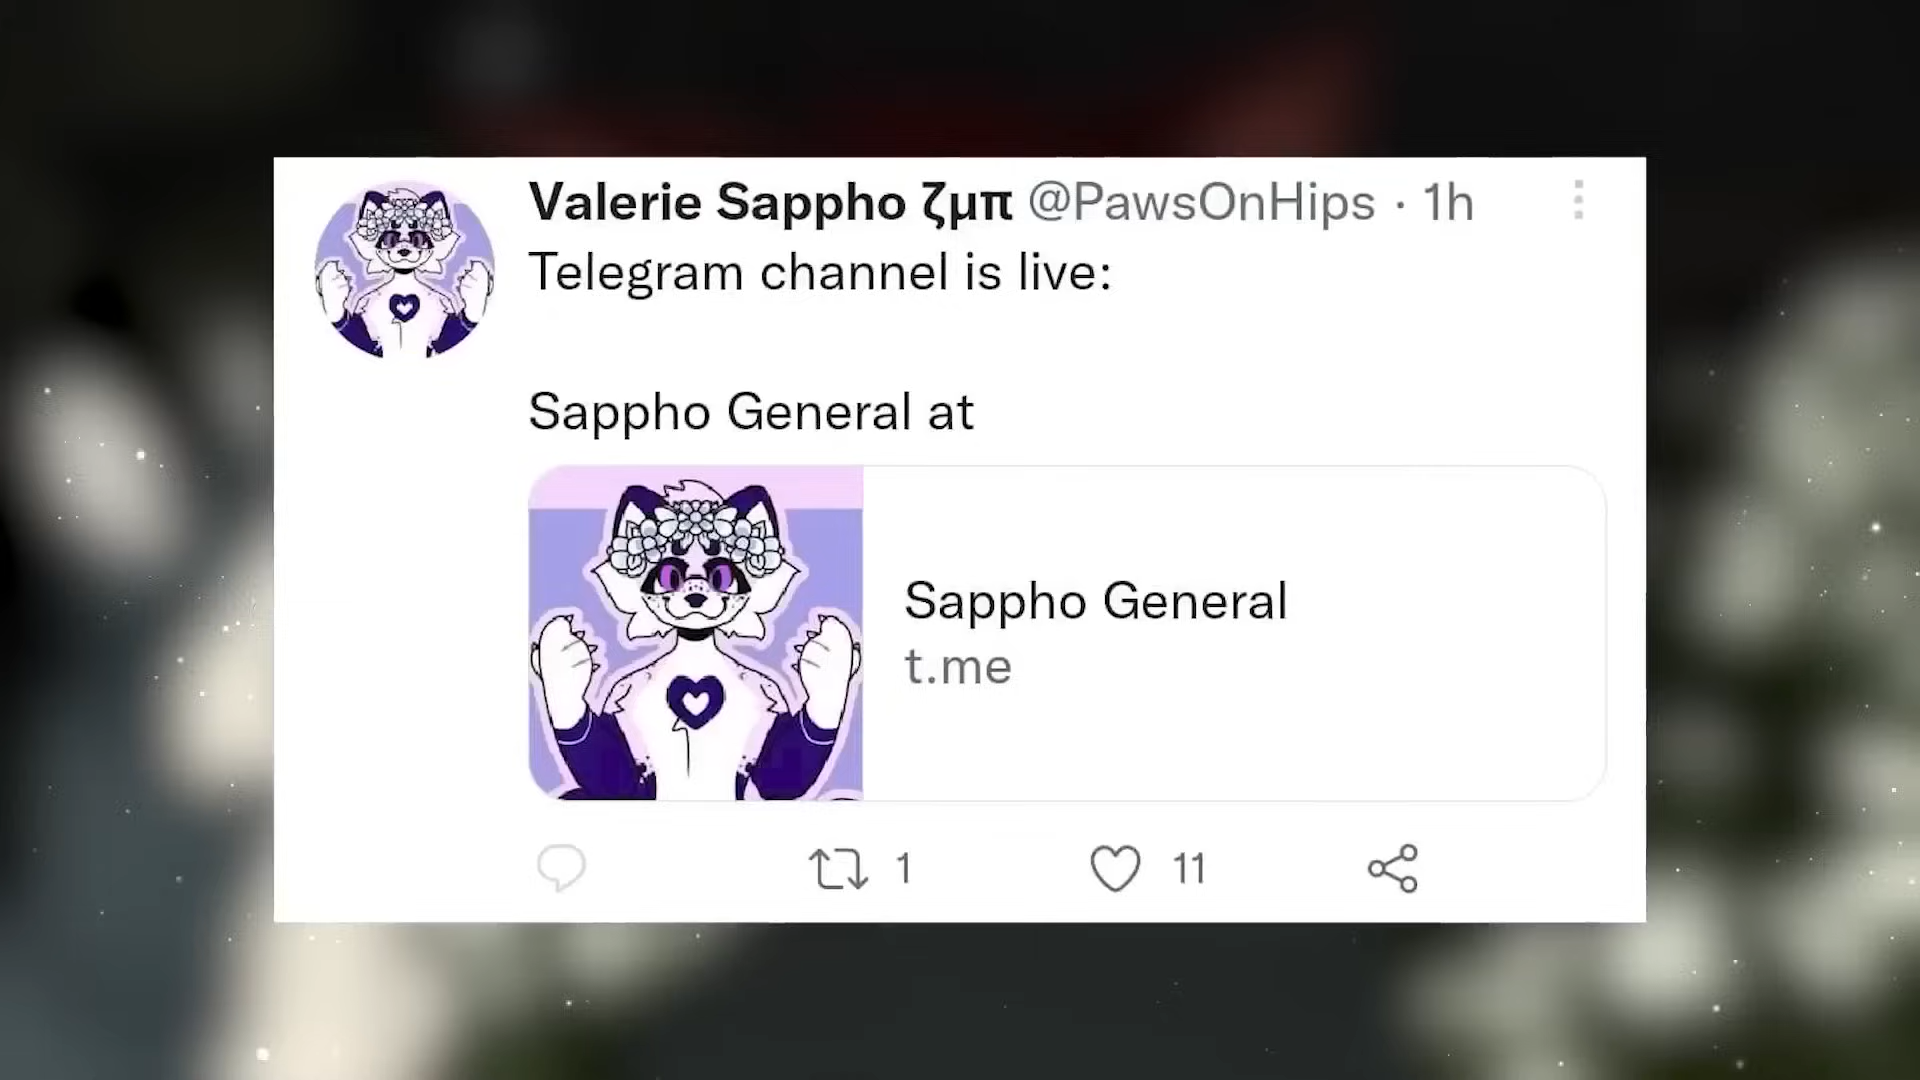 Valerie Sappho ζμπ @PawsOnHips · 1h
Telegram channel is live:
Sappho General at
Sappho General
t.me
1
11